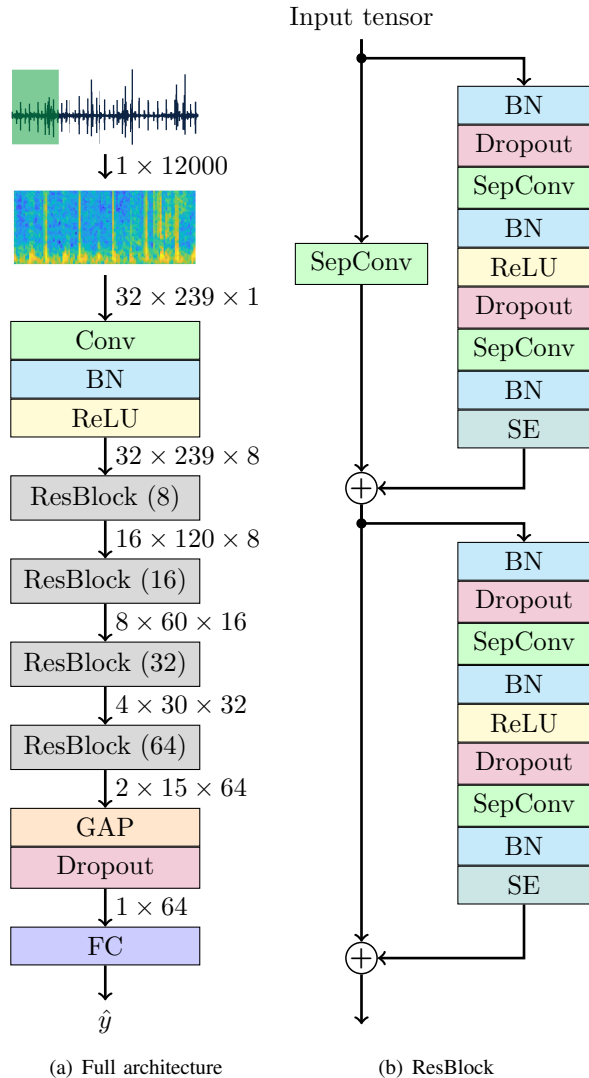 1 × 12000
32 × 239 × 1
Conv
BN
ReLU
32 × 239 × 8
ResBlock (8)
16 × 120 × 8
ResBlock (16)
8 × 60 × 16
ResBlock (32)
4 × 30 × 32
ResBlock (64)
2 × 15 × 64
GAP
Dropout
1 × 64
FC
ŷ
(a) Full architecture
Input tensor
SepConv
BN
Dropout
SepConv
BN
ReLU
Dropout
SepConv
BN
SE
+
BN
Dropout
SepConv
BN
ReLU
Dropout
SepConv
BN
SE
+
(b) ResBlock